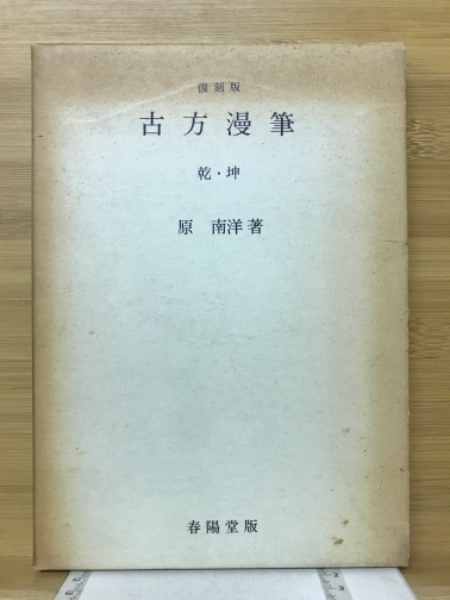 復刻版
古方漫筆
乾・坤
原 南洋著
春陽堂版